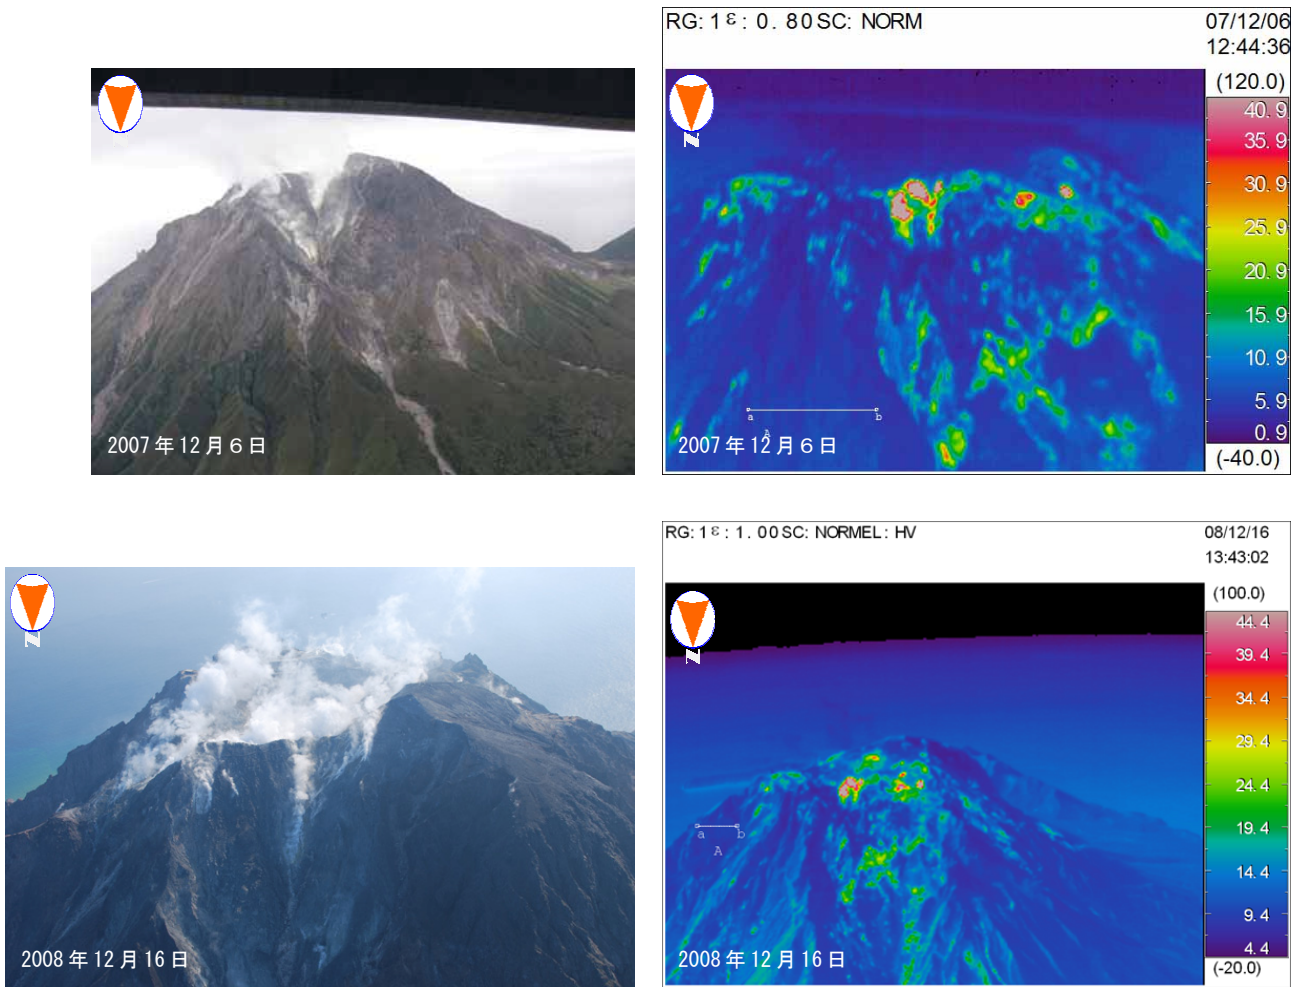 RG: 1 ε : 0. 80 SC: NORM
07/12/06
12:44:36
(120.0)
40. 9
35. 9
30. 9
25. 9
20. 9
15. 9
10. 9
5. 9
0. 9
(-40.0)
N
a
b
A
2007年12月6日
2007年12月6日
RG: 1 ε : 1. 00 SC: NORMEL: HV
08/12/16
13:43:02
(100.0)
44. 4
39. 4
34. 4
29. 4
24. 4
19. 4
14. 4
9. 4
4. 4
(-20.0)
N
N
a
b
A
2008年12月16日
2008年12月16日